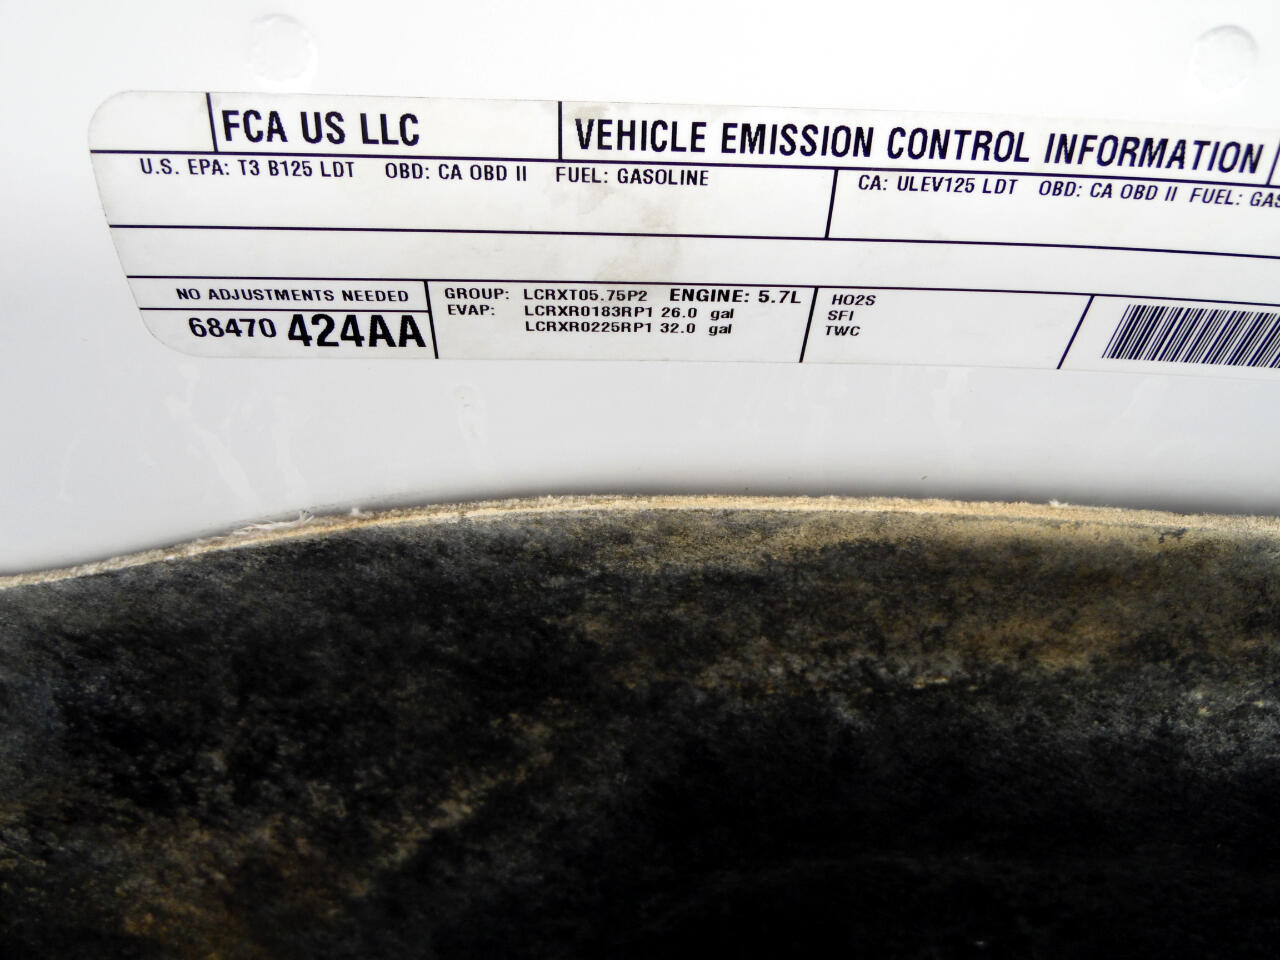 FCA US LLC
VEHICLE EMISSION CONTROL INFORMATION
U.S. EPA: T3 B125 LDT OBD: CA OBD II FUEL: GASOLINE
CA: ULEV125 LDT OBD: CA OBD II FUEL: GAS
NO ADJUSTMENTS NEEDED
68470 424AA
GROUP: LCRXT05.75P2 ENGINE: 5.7L
EVAP: LCRXR0183RP1 26.0 gal
LCRXR0225RP1 32.0 gal
HO2S
SFI
TWC